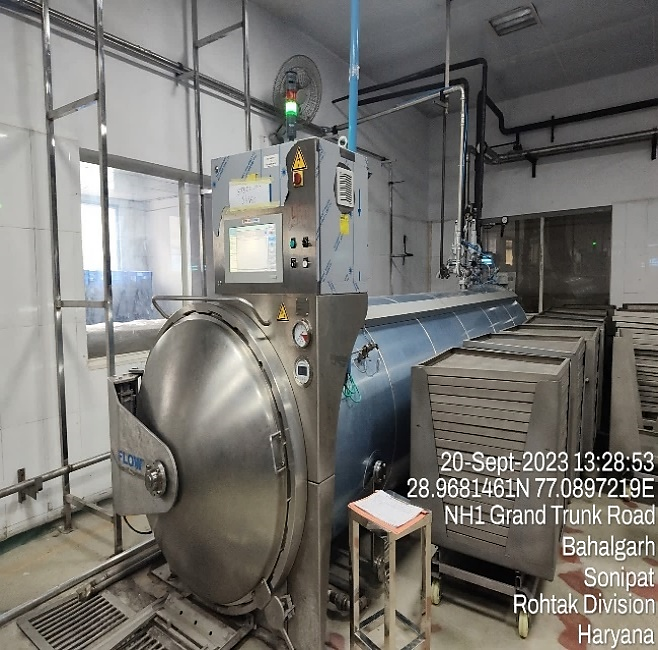 FLOW
20-Sept-2023 13:28:53
28.9681461N 77.0897219E
NH1 Grand Trunk Road
Bahalgarh
Sonipat
Rohtak Division
Haryana